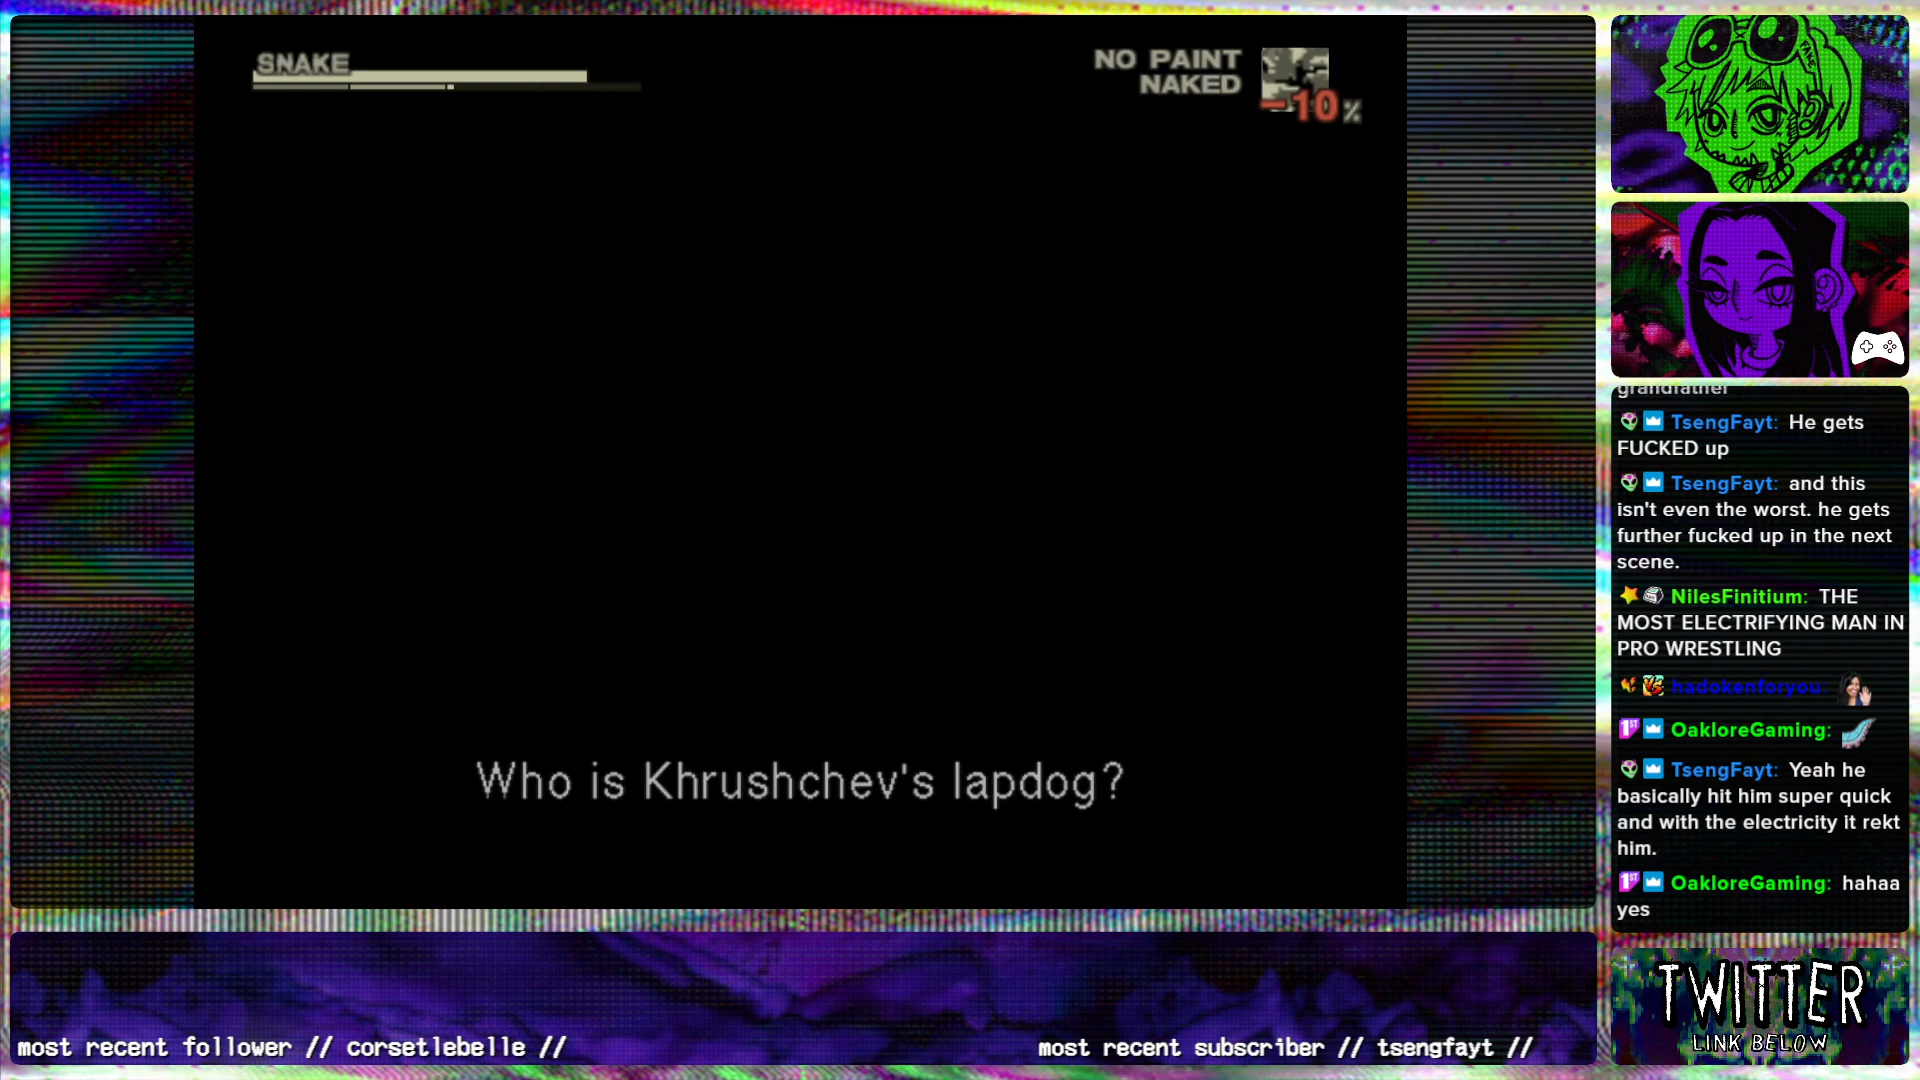 SNAKE
NO PAINT
NAKED
-10%
Who is Khrushchev's lapdog?
grandfather
TsengFayt: He gets
FUCKED up
TsengFayt: and this
isn't even the worst. he gets
further fucked up in the next
scene.
NilesFinitium: THE
MOST ELECTRIFYING MAN IN
PRO WRESTLING
hadokenforyou:
OakloreGaming:
TsengFayt: Yeah he
basically hit him super quick
and with the electricity it rekt
him.
OakloreGaming: hahaa
yes
most recent follower // corsetlebelle //
most recent subscriber // tsengfayt //
TWITTER
LINK BELOW